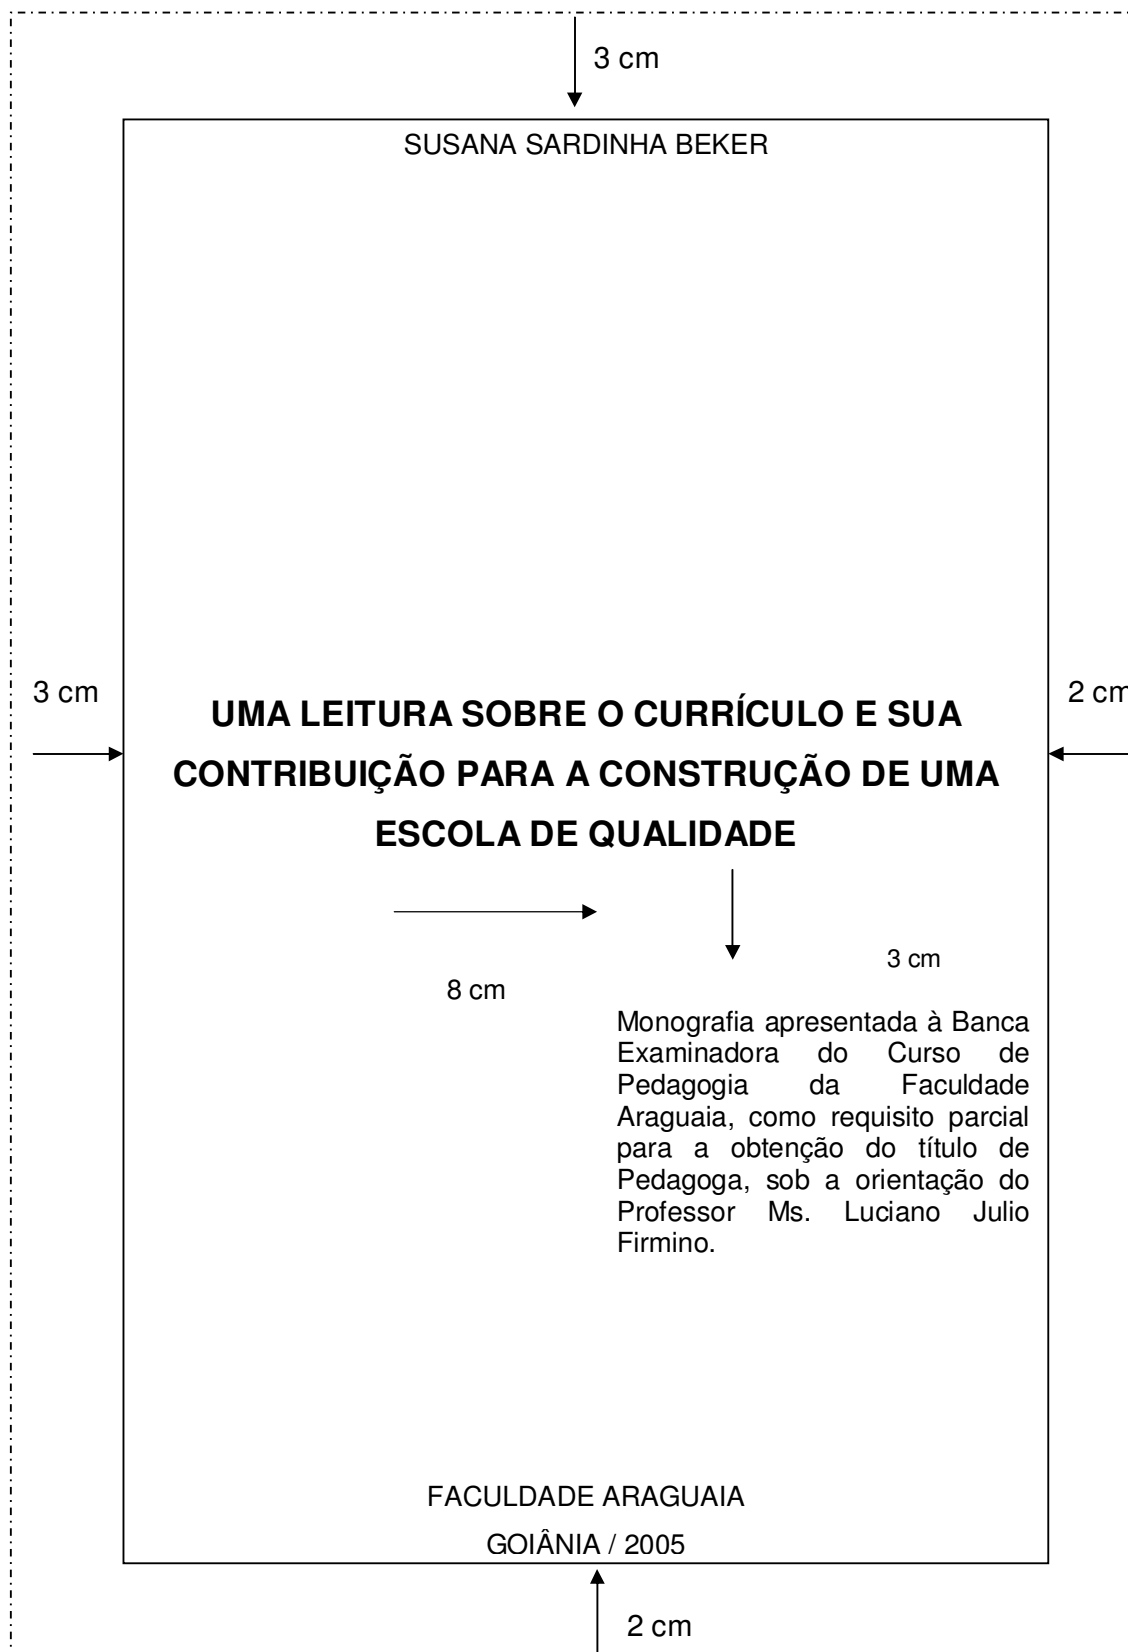 3 cm
SUSANA SARDINHA BEKER
3 cm
2 cm
UMA LEITURA SOBRE O CURRÍCULO E SUA
CONTRIBUIÇÃO PARA A CONSTRUÇÃO DE UMA
ESCOLA DE QUALIDADE
3 cm
8 cm
Monografia apresentada à Banca
Examinadora do Curso de
Pedagogia da Faculdade
Araguaia, como requisito parcial
para a obtenção do título de
Pedagoga, sob a orientação do
Professor Ms. Luciano Julio
Firmino.
FACULDADE ARAGUAIA
GOIÂNIA / 2005
2 cm